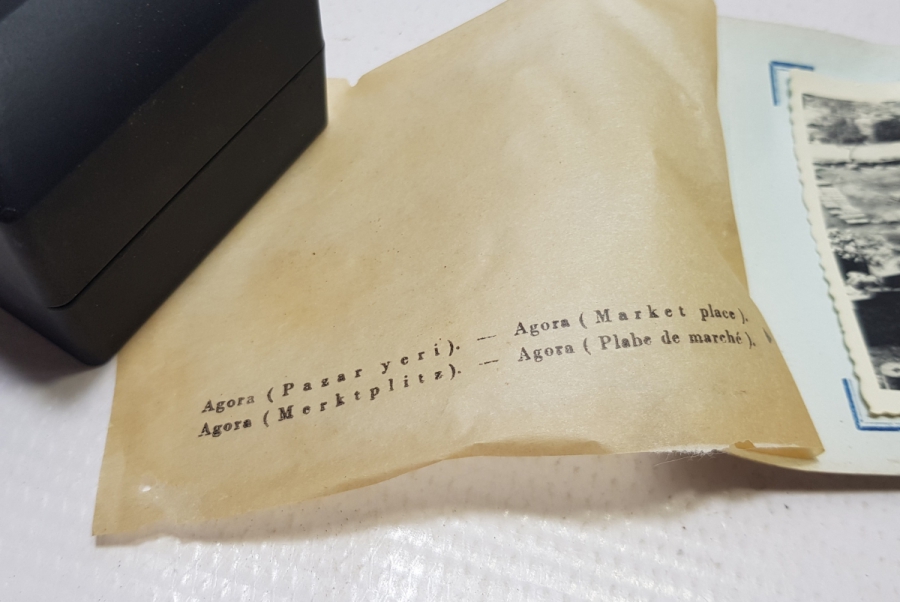 Agora ( Pazar yeri ). — Agora ( Market place ).
Agora ( Merktplitz ). — Agora ( Plabe de marché ).